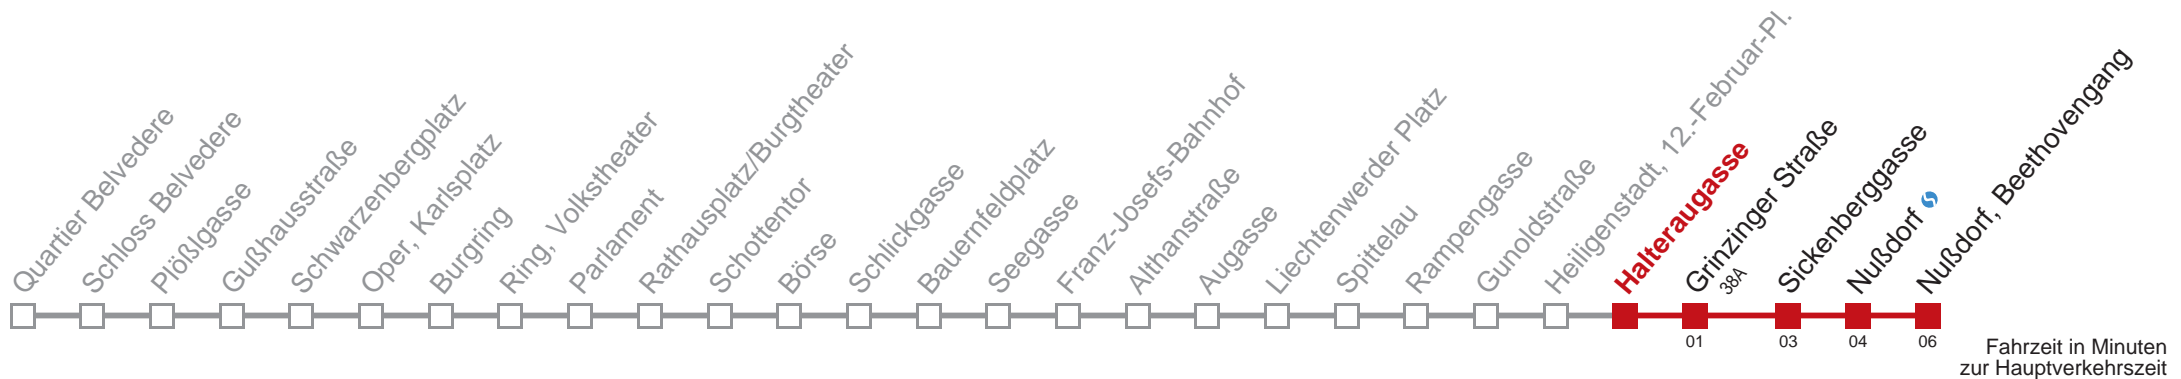 Quartier Belvedere
Schloss Belvedere
Plößlgasse
Gußhausstraße
Schwarzenbergplatz
Oper, Karlsplatz
Burgring
Ring, Volkstheater
Parlament
Rathausplatz/Burgtheater
Schottentor
Börse
Schlickgasse
Bauernfeldplatz
Seegasse
Franz-Josefs-Bahnhof
Althanstraße
Augasse
Liechtenwerder Platz
Spittelau
Rampengasse
Gunoldstraße
Heiligenstadt, 12.-Februar-Pl.
Halteraugasse
Grinzinger Straße
38A
Sickenberggasse
Nußdorf
Nußdorf, Beethovengang
01
03
04
06
Fahrzeit in Minuten
zur Hauptverkehrszeit